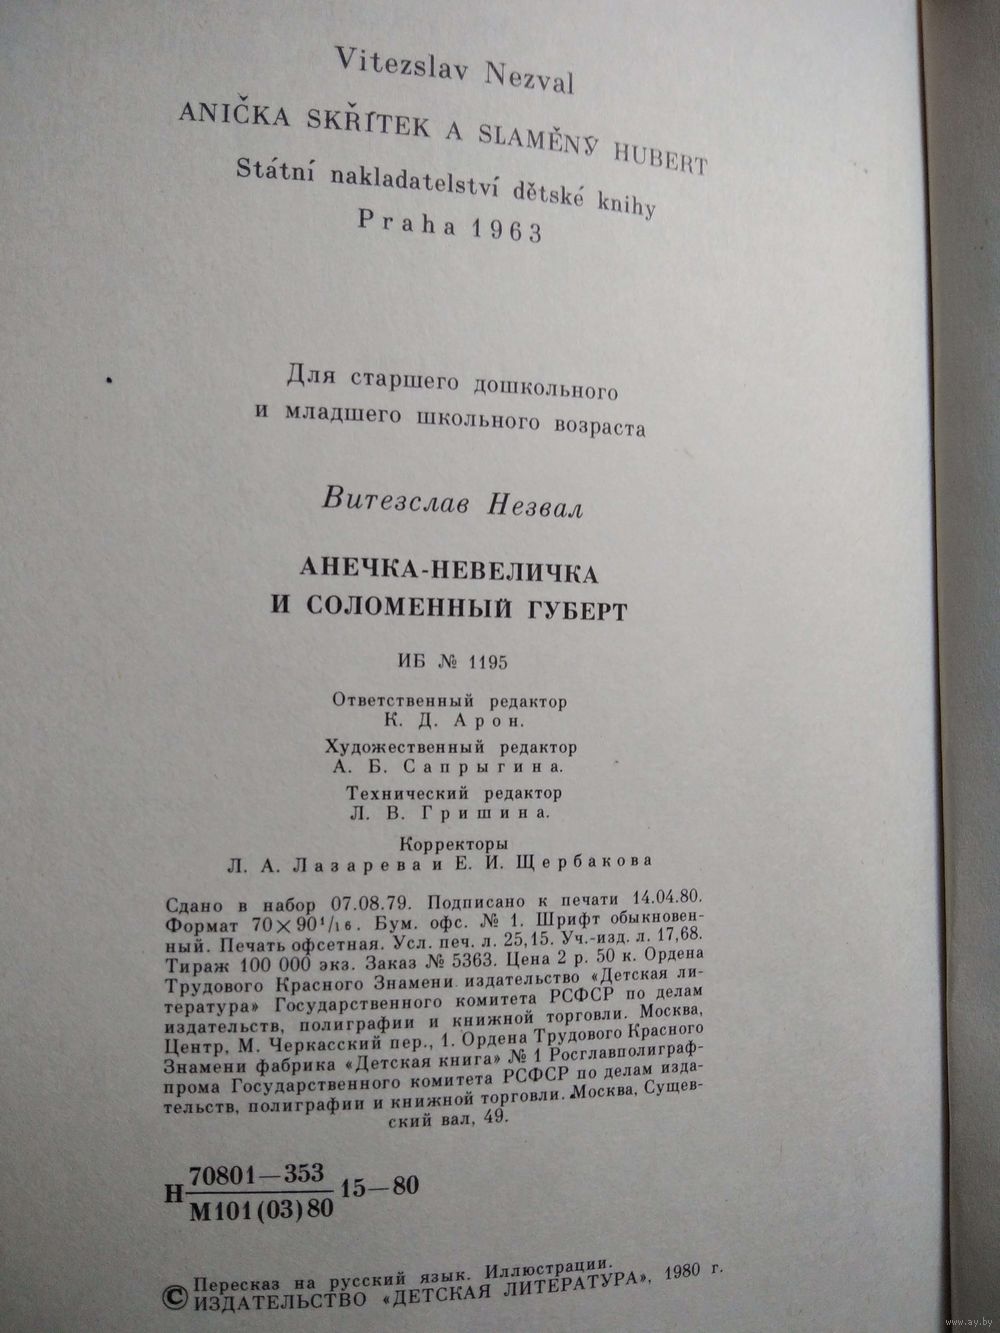 Vitezslav Nezval
ANIČKA SKŘÍTEK A SLAMĚNÝ HUBERT
Státní nakladatelství dětské knihy
Praha 1963
Для старшего дошкольного
и младшего школьного возраста
Витезслав Незвал
АНЕЧКА-НЕВЕЛИЧКА
И СОЛОМЕННЫЙ ГУБЕРТ
ИБ № 1195
Ответственный редактор
К. Д. Арон.
Художественный редактор
А. Б. Сапрыгина.
Технический редактор
Л. В. Гришина.
Корректоры
Л. А. Лазарева и Е. И. Щербакова
Сдано в набор 07.08.79. Подписано к печати 14.04.80.
Формат 70×90 1/16. Бум. офс. № 1. Шрифт обыкновен-
ный. Печать офсетная. Усл. печ. л. 25,15. Уч.-изд. л. 17,68.
Тираж 100 000 экз. Заказ № 5363. Цена 2 р. 50 к. Ордена
Трудового Красного Знамени издательство «Детская ли-
тература» Государственного комитета РСФСР по делам
издательств, полиграфии и книжной торговли. Москва,
Центр, М. Черкасский пер., 1. Ордена Трудового Красного
Знамени фабрика «Детская книга» № 1 Росглавполиграф-
прома Государственного комитета РСФСР по делам изда-
тельств, полиграфии и книжной торговли. Москва, Сущев-
ский вал, 49.
Н 70801—353
М101(03)80 15—80
© Пересказ на русский язык. Иллюстрации.
ИЗДАТЕЛЬСТВО «ДЕТСКАЯ ЛИТЕРАТУРА», 1980 г.
www.ay.by